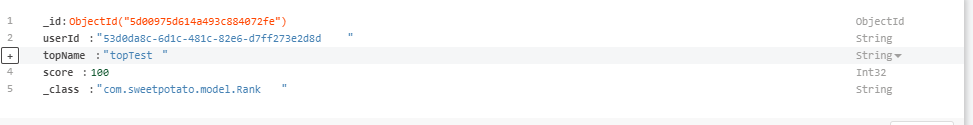 1 _id: ObjectId("5d00975d614a493c884072fe") ObjectId
2 userId : "53d0da8c-6d1c-481c-82e6-d7ff273e2d8d " String
+ topName : "topTest " String
4 score : 100 Int32
5 _class : "com.sweetpotato.model.Rank " String